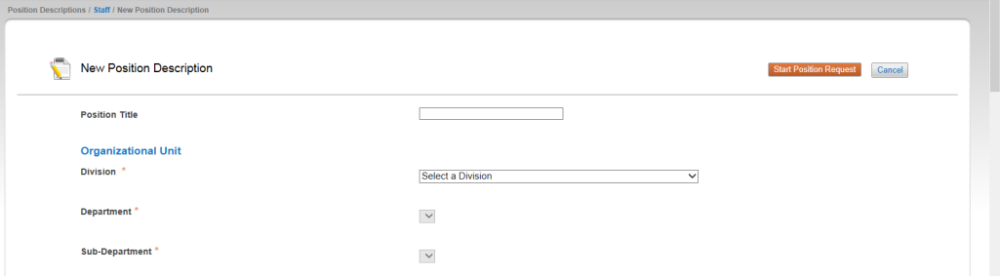 Position Descriptions / Staff / New Position Description
New Position Description
Start Position Request
Cancel
Position Title
Organizational Unit
Division *
Select a Division
Department *
Sub-Department *